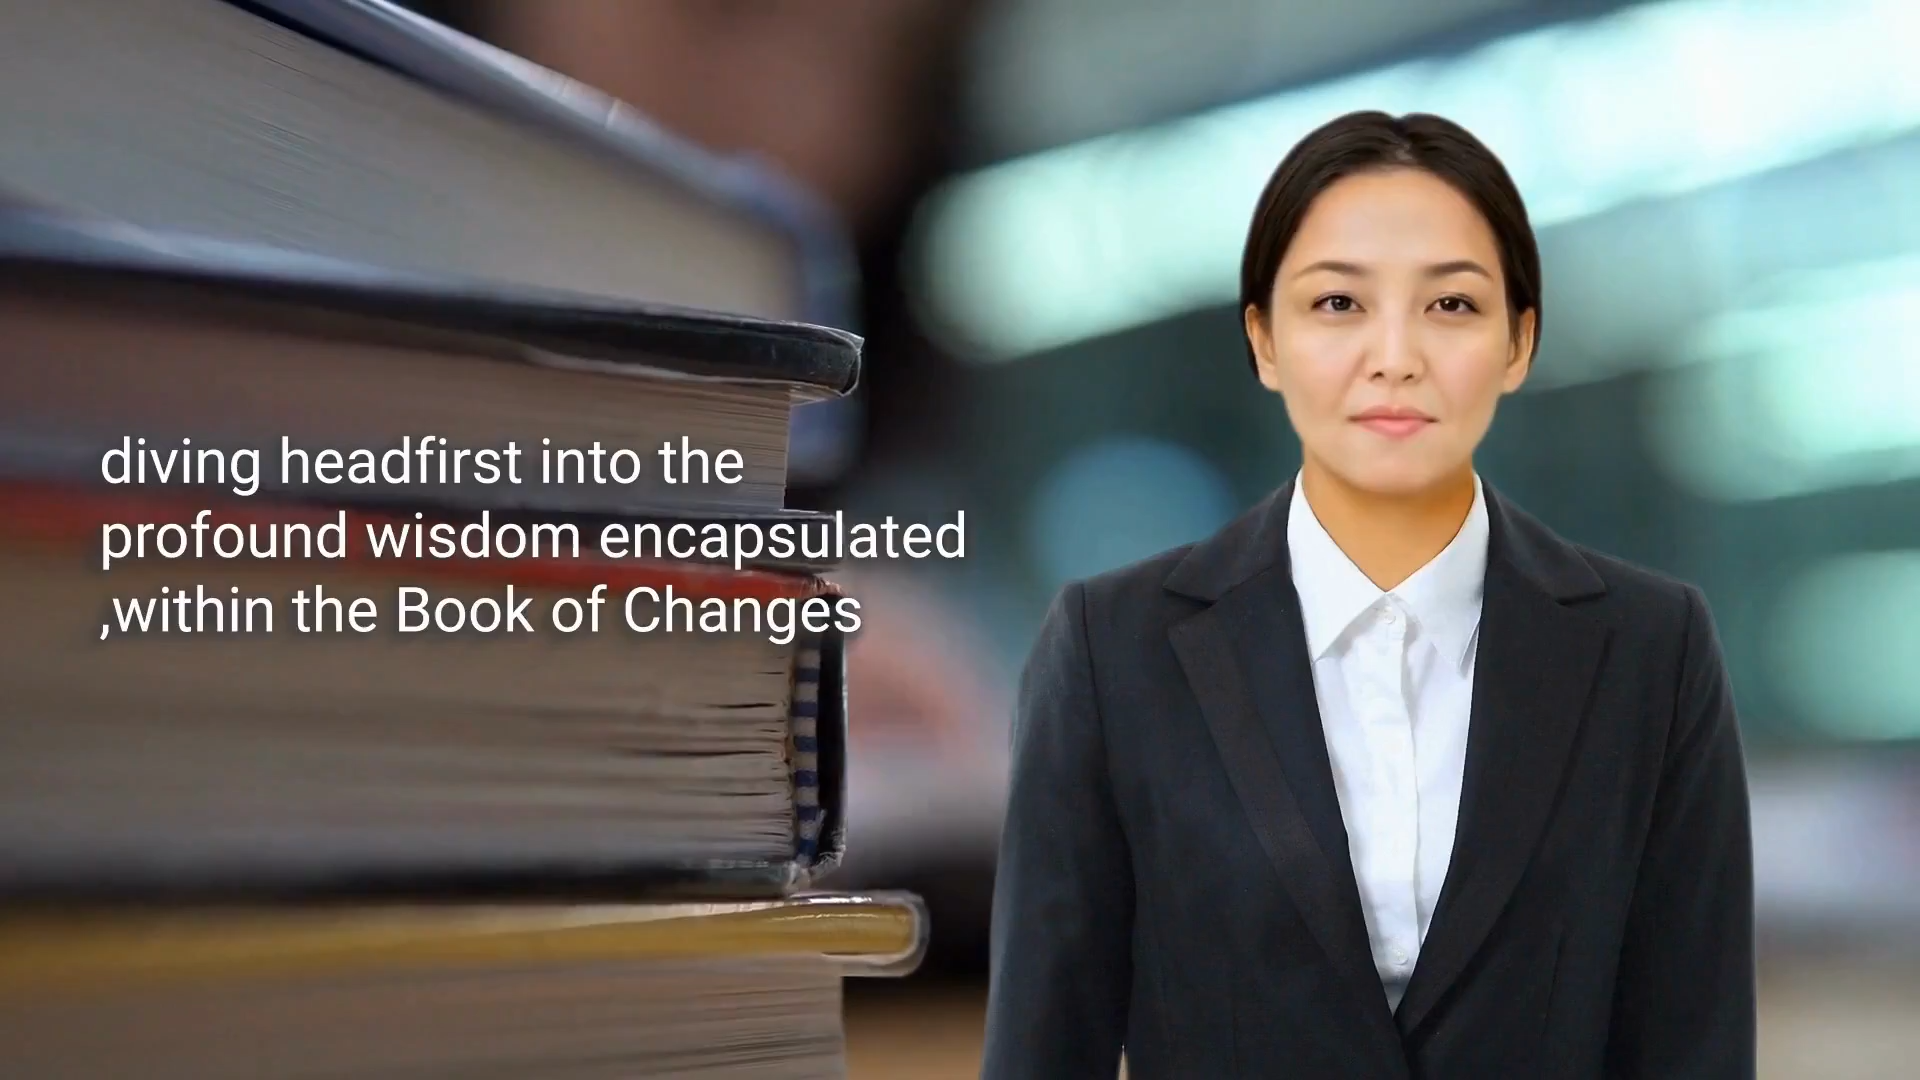 diving headfirst into the
profound wisdom encapsulated
,within the Book of Changes